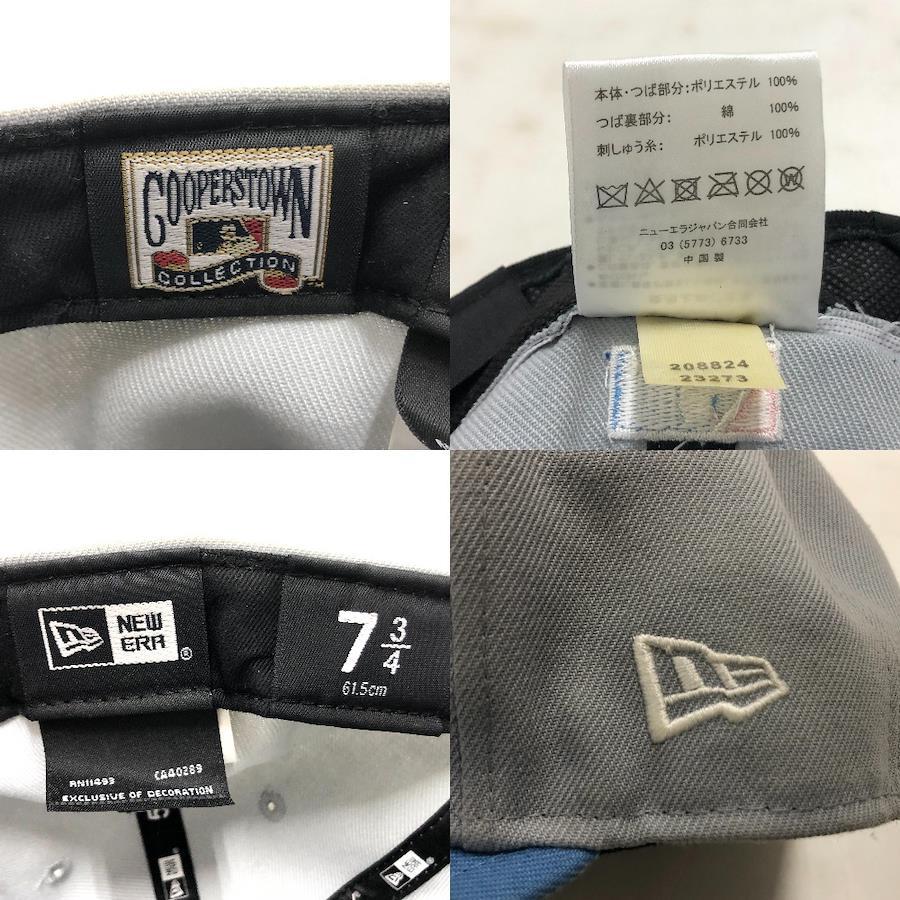 COOPERSTOWN
COLLECTION
本体・つば部分:ポリエステル 100%
つば裏部分: 綿 100%
刺しゅう糸: ポリエステル 100%
ニューエラジャパン合同会社
03 (5773) 6733
中国製
208824
23273
NEW
ERA
®
7 3/4
61.5cm
RN11493 CA40289
EXCLUSIVE OF DECORATION